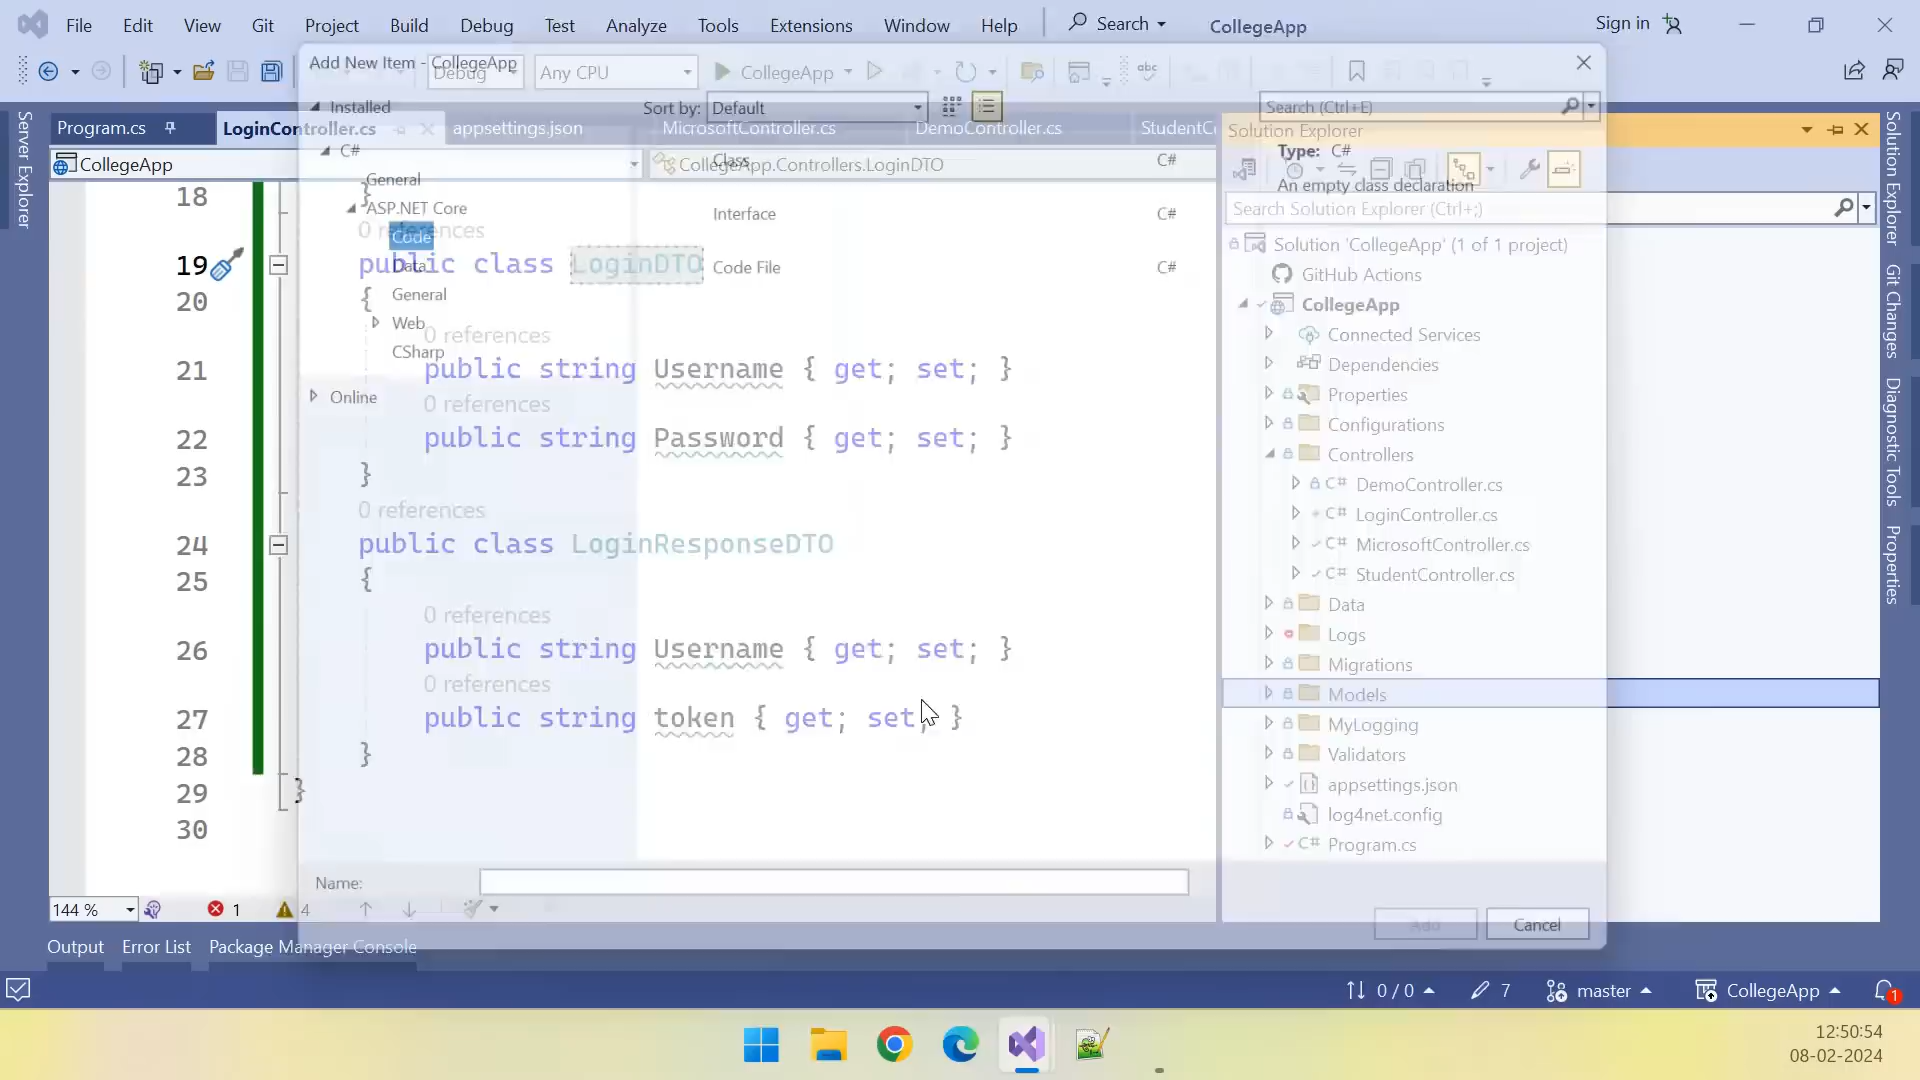 File Edit View Git Project Build Debug Test Analyze Tools Extensions Window Help Search CollegeApp Sign in
Add New Item - CollegeApp
Debug Any CPU CollegeApp
Installed
Sort by: Default
Search (Ctrl+E)
Program.cs LoginController.cs appsettings.json MicrosoftController.cs DemoController.cs StudentC
Solution Explorer
CollegeApp CollegeApp.Controllers.LoginDTO
C#
Class C#
Type: C#
An empty class declaration
General
ASP.NET Core
Code
Data
General
Web
CSharp
Online
Interface C#
Code File C#
18 }
0 references
19 public class LoginDTO
20 {
0 references
21 public string Username { get; set; }
0 references
22 public string Password { get; set; }
23 }
0 references
24 public class LoginResponseDTO
25 {
0 references
26 public string Username { get; set; }
0 references
27 public string token { get; set; }
28 }
29 }
30
Search Solution Explorer (Ctrl+;)
Solution 'CollegeApp' (1 of 1 project)
GitHub Actions
CollegeApp
Connected Services
Dependencies
Properties
Configurations
Controllers
C# DemoController.cs
C# LoginController.cs
C# MicrosoftController.cs
C# StudentController.cs
Data
Logs
Migrations
Models
MyLogging
Validators
appsettings.json
log4net.config
C# Program.cs
Server Explorer
Solution Explorer
Git Changes
Diagnostic Tools
Properties
Name:
Add Cancel
144 % 1 4
Output Error List Package Manager Console
0 / 0 7 master CollegeApp 1
12:50:54
08-02-2024